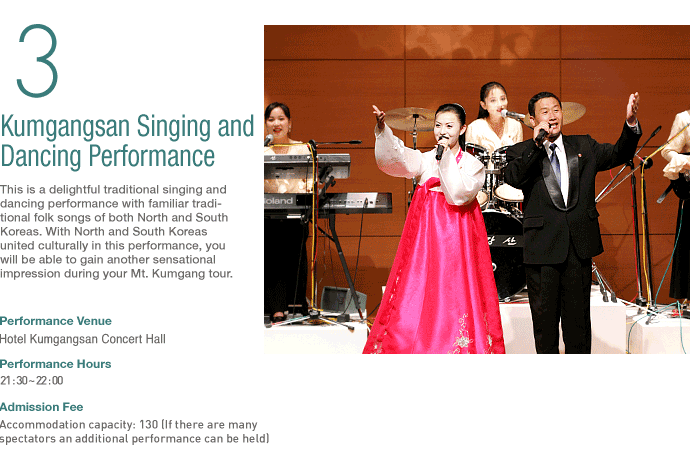 3
Kumgangsan Singing and
Dancing Performance
This is a delightful traditional singing and
dancing performance with familiar tradi-
tional folk songs of both North and South
Koreas. With North and South Koreas
united culturally in this performance, you
will be able to gain another sensational
impression during your Mt. Kumgang tour.
Performance Venue
Hotel Kumgangsan Concert Hall
Performance Hours
21:30~22:00
Admission Fee
Accommodation capacity: 130 (If there are many
spectators an additional performance can be held)
Roland